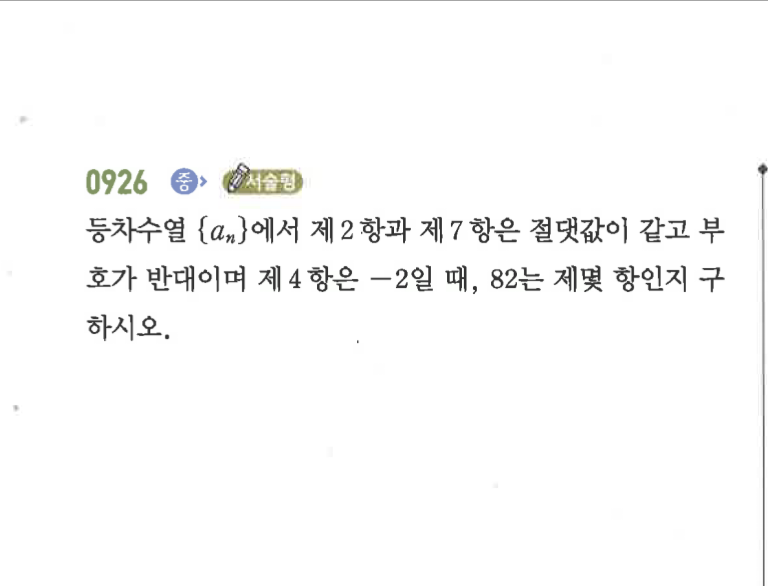 0926 중 서술형
등차수열 {aₙ}에서 제2항과 제7항은 절댓값이 같고 부
호가 반대이며 제4항은 −2일 때, 82는 제몇 항인지 구
하시오.